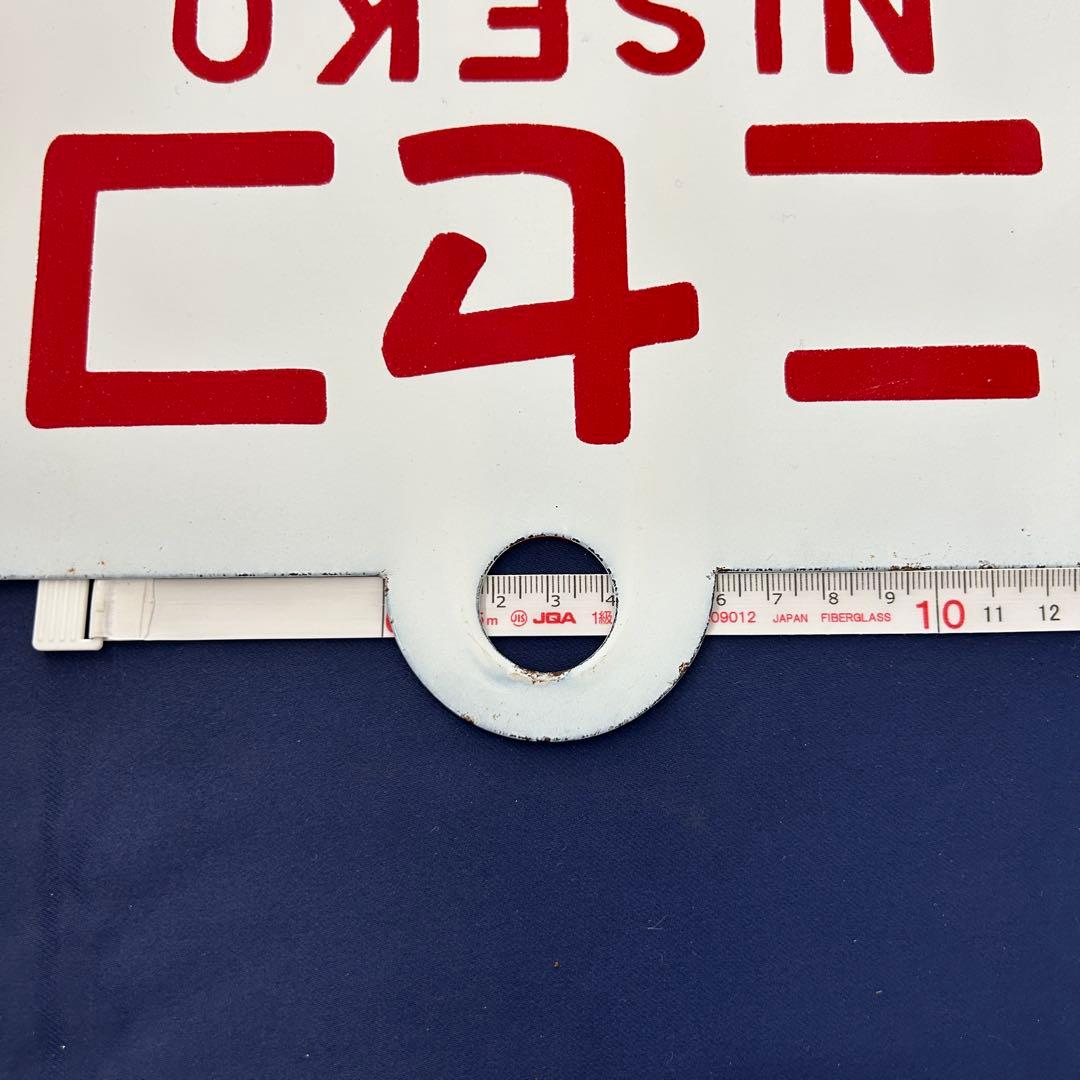 ニセコ
NISEKO
2 3 4 6 7 8 9 10 11 12
m JIS JQA 1級 09012 JAPAN FIBERGLASS